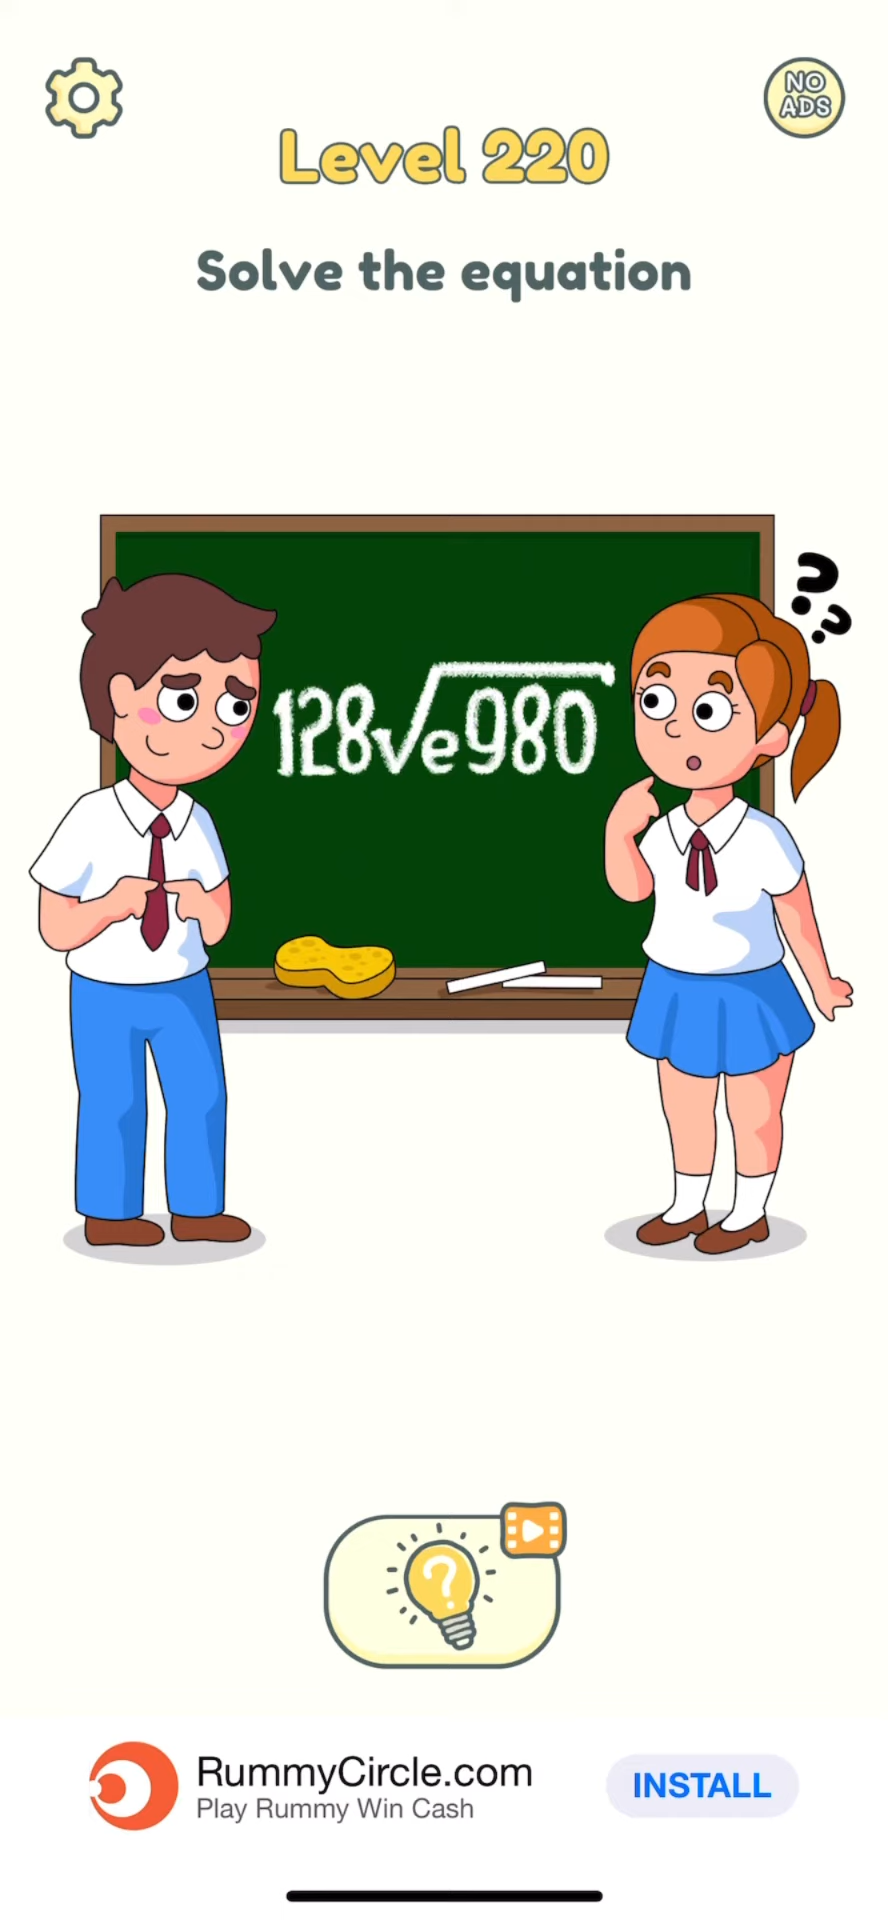 NO
ADS
Level 220
Solve the equation
??
128√e980
?
RummyCircle.com
Play Rummy Win Cash
INSTALL